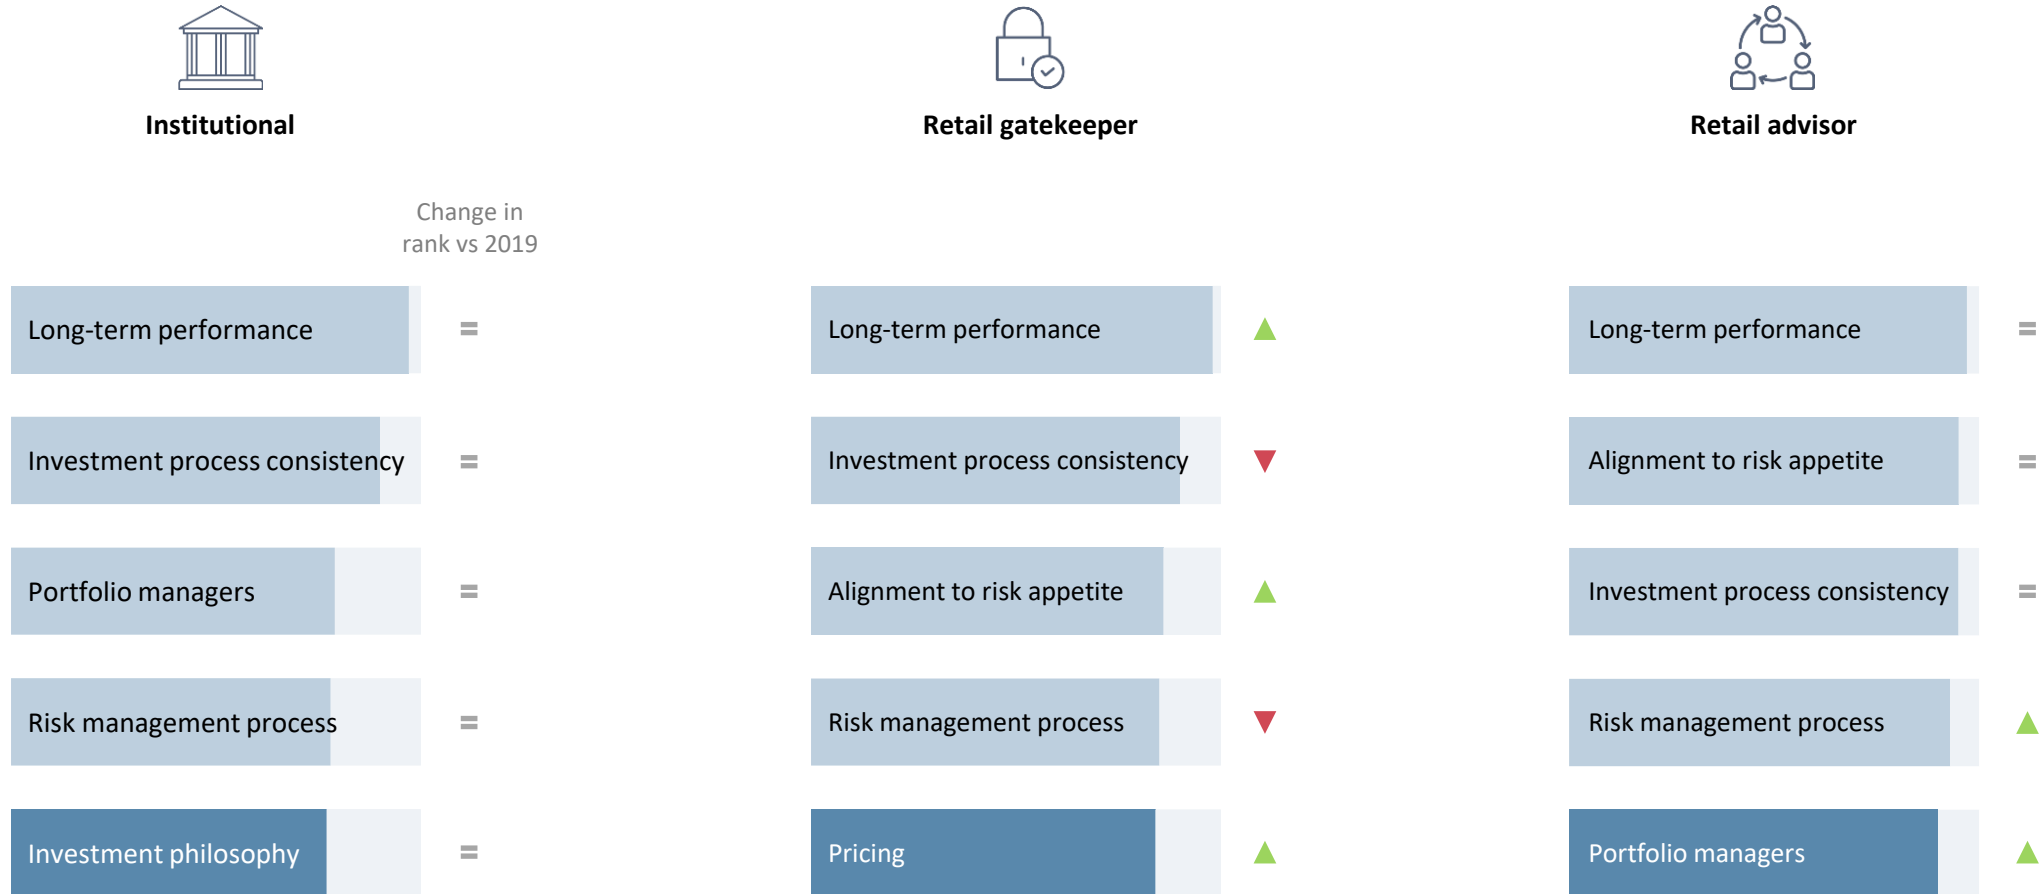 Institutional
Retail gatekeeper
Retail advisor
Change in
rank vs 2019
Long-term performance
=
Long-term performance
▲
Long-term performance
=
Investment process consistency
=
Investment process consistency
▼
Alignment to risk appetite
=
Portfolio managers
=
Alignment to risk appetite
▲
Investment process consistency
=
Risk management process
=
Risk management process
▼
Risk management process
▲
Investment philosophy
=
Pricing
▲
Portfolio managers
▲